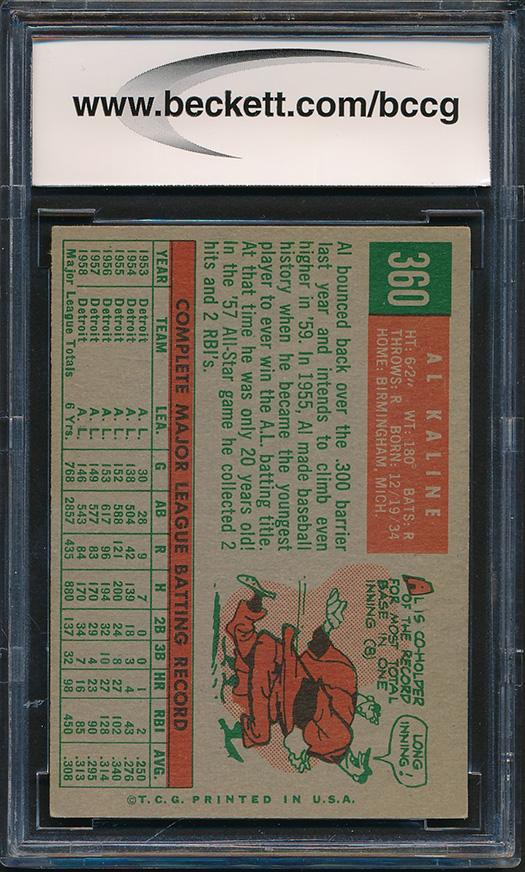 www.beckett.com/bccg
360
AL KALINE
HT: 6'2" WT: 180 BATS: R
THROWS: R BORN: 12/19/34
HOME: BIRMINGHAM, MICH.
Al bounced back over the .300 barrier
last year and intends to climb even
higher in '59. In 1955, Al made baseball
history when he became the youngest
player to ever win the A.L. batting title.
At that time he was only 20 years old!
In the '57 All-Star game he collected 2
hits and 2 RBI's.
AL IS CO-HOLDER
OF THE RECORD
FOR MOST TOTAL
BASE IN ONE
INNING (8)
LONG
INNING!
COMPLETE MAJOR LEAGUE BATTING RECORD
YEAR TEAM LEA. G AB R H 2B 3B HR RBI AVG.
1953 Detroit A. L. 30 28 9 7 0 0 1 2 .250
1954 Detroit A. L. 138 504 42 139 18 3 4 43 .276
1955 Detroit A. L. 152 588 121 200 24 8 27 102 .340
1956 Detroit A. L. 153 617 96 194 32 10 27 128 .314
1957 Detroit A. L. 149 577 83 170 29 4 23 90 .295
1958 Detroit A. L. 146 543 84 170 34 7 16 85 .313
Major League Totals 6 Yrs. 768 2857 435 880 137 32 98 450 .308
©T.C.G. PRINTED IN U.S.A.